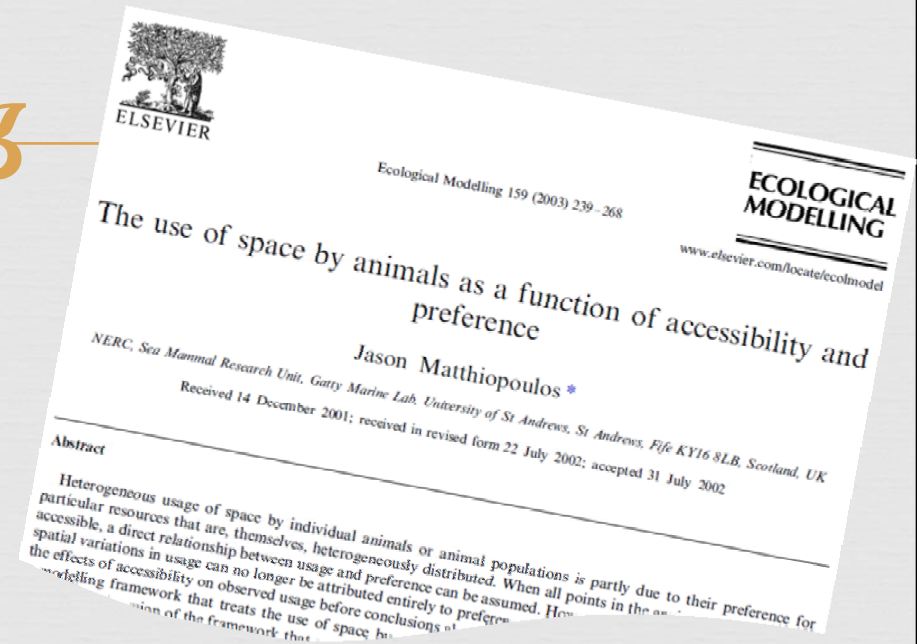 ELSEVIER
Ecological Modelling 159 (2003) 239–268
ECOLOGICAL
MODELLING
www.elsevier.com/locate/ecolmodel
The use of space by animals as a function of accessibility and
preference
Jason Matthiopoulos *
NERC, Sea Mammal Research Unit, Gatty Marine Lab, University of St Andrews, St Andrews, Fife KY16 8LB, Scotland, UK
Received 14 December 2001; received in revised form 22 July 2002; accepted 31 July 2002
Abstract
Heterogeneous usage of space by individual animals or animal populations is partly due to their preference for
particular resources that are, themselves, heterogeneously distributed. When all points in the
accessible, a direct relationship between usage and preference can be assumed.
spatial variations in usage can no longer be attributed entirely to
the effects of accessibility on observed usage before conclusions
modelling framework that treats the use of space
of the framework that